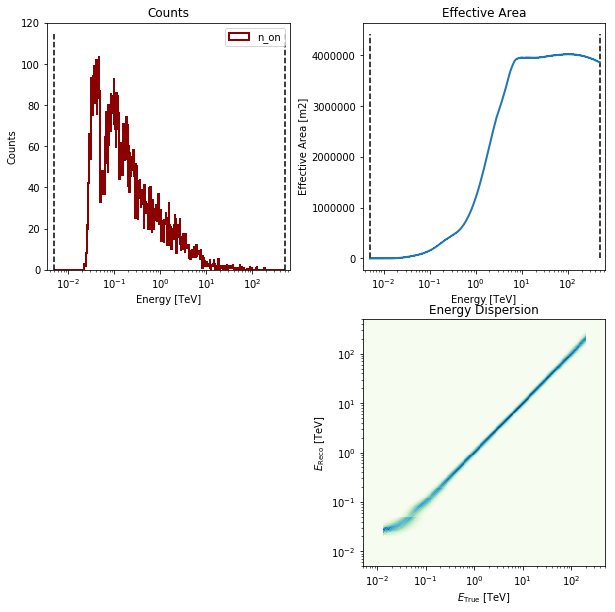 Counts
120
100
80
60
40
20
0
Counts
n_on
10⁻² 10⁻¹ 10⁰ 10¹ 10²
Energy [TeV]
Effective Area
4000000
3000000
2000000
1000000
0
Effective Area [m2]
10⁻² 10⁻¹ 10⁰ 10¹ 10²
Energy [TeV]
Energy Dispersion
10²
10¹
10⁰
10⁻¹
10⁻²
E_Reco [TeV]
10⁻² 10⁻¹ 10⁰ 10¹ 10²
E_True [TeV]